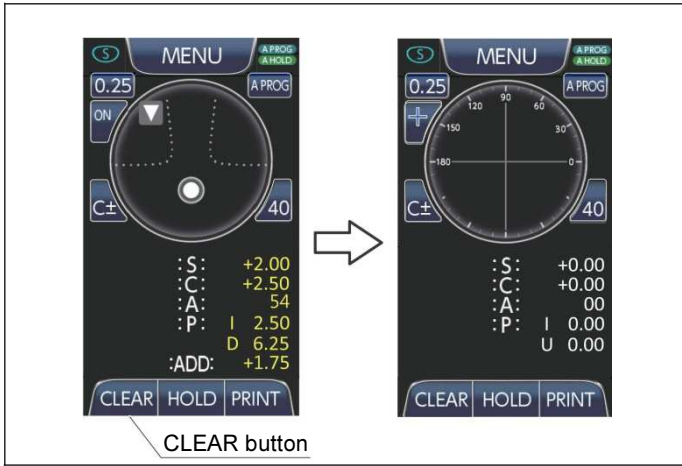 S MENU A PROG
A HOLD
0.25 A PROG
ON
C± 40
:S: +2.00
:C: +2.50
:A: 54
:P: I 2.50
D 6.25
:ADD: +1.75
CLEAR HOLD PRINT
CLEAR button
S MENU A PROG
A HOLD
0.25 A PROG
120 90 60
150 30
180 0
C± 40
:S: +0.00
:C: +0.00
:A: 00
:P: I 0.00
U 0.00
CLEAR HOLD PRINT